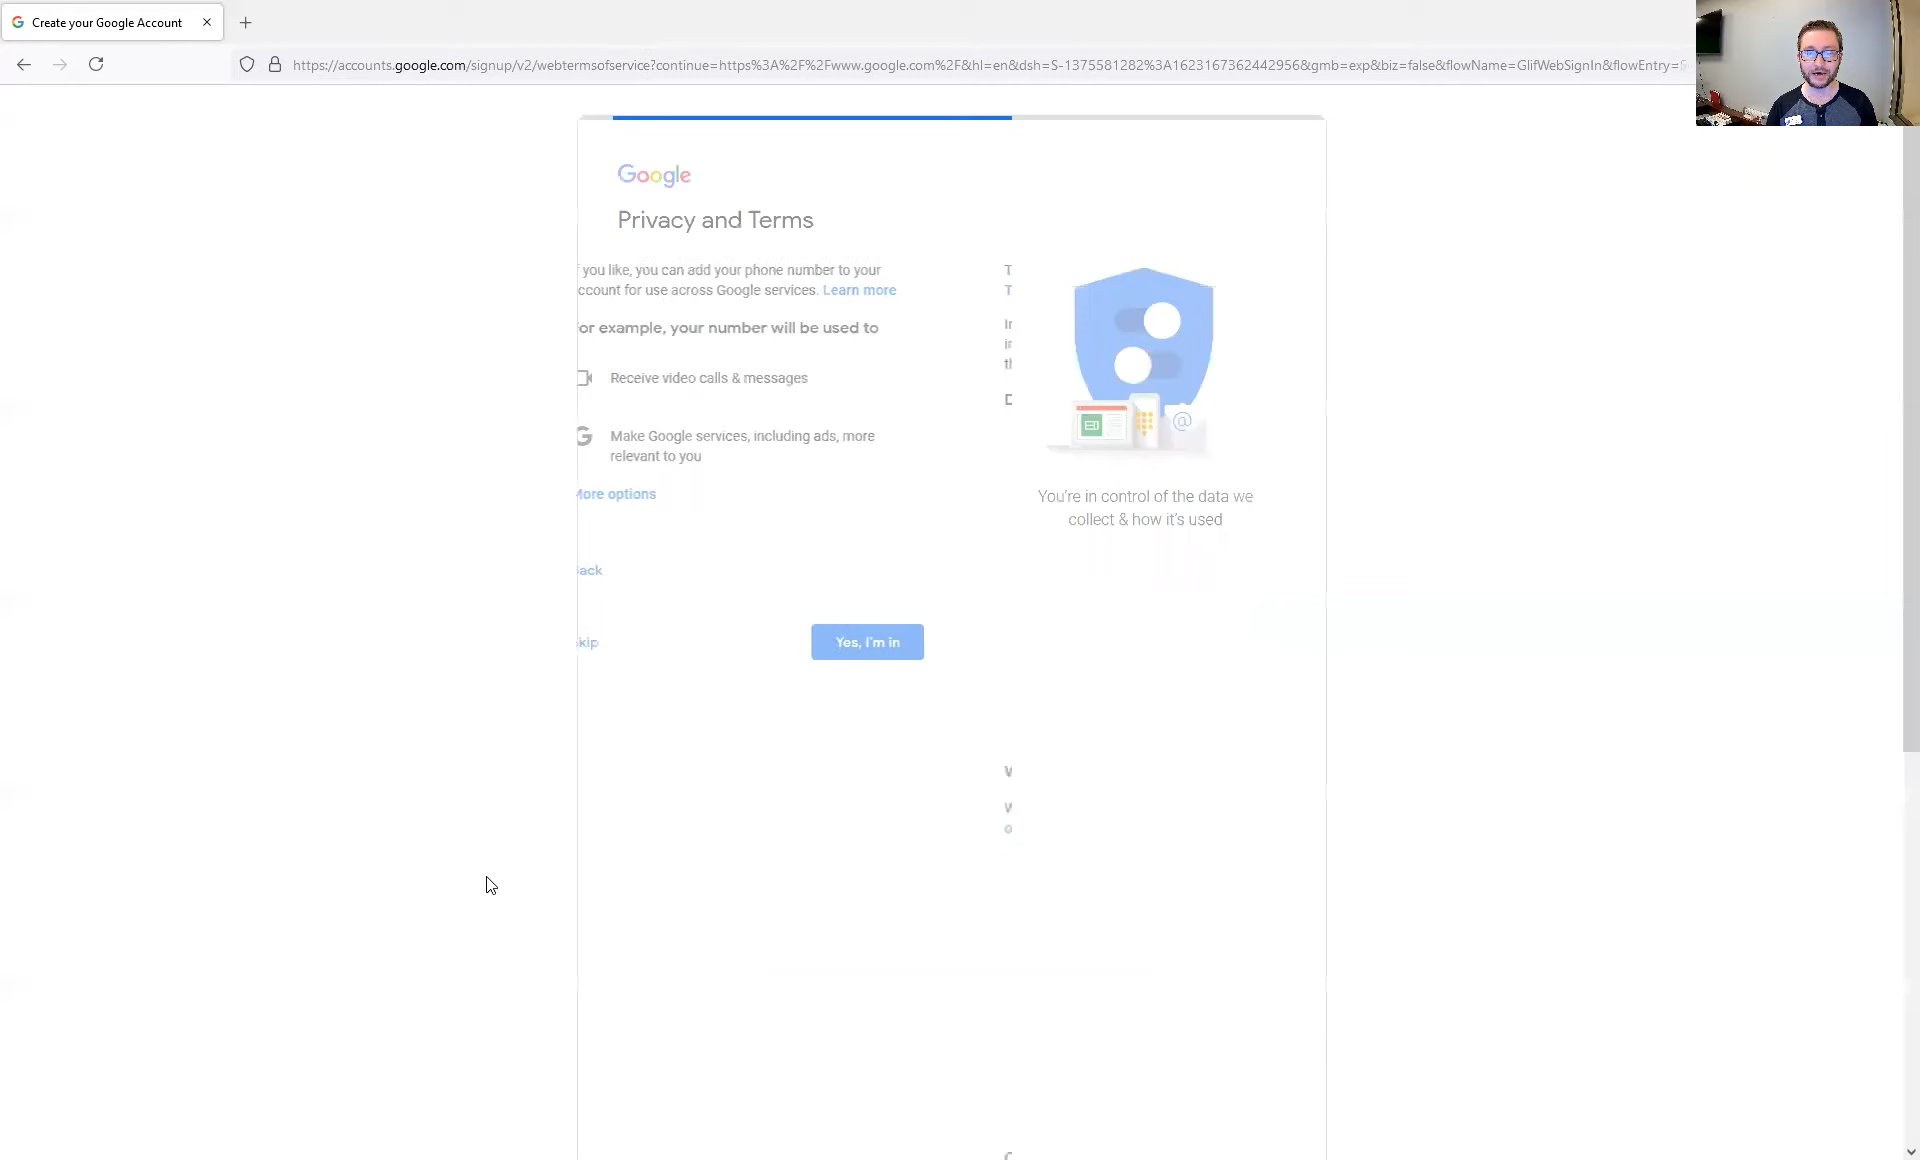 Create your Google Account
https://accounts.google.com/signup/v2/webtermsofservice?continue=https%3A%2F%2Fwww.google.com%2F&hl=en&dsh=S-1375581282%3A1623167362442956&gmb=exp&biz=false&flowName=GlifWebSignIn&flowEntry=S
Google
Privacy and Terms
you like, you can add your phone number to your
ccount for use across Google services. Learn more
or example, your number will be used to
Receive video calls & messages
Make Google services, including ads, more
relevant to you
More options
ack
kip
Yes, I'm in
T
T
Ir
ir
tl
D
You're in control of the data we
collect & how it's used